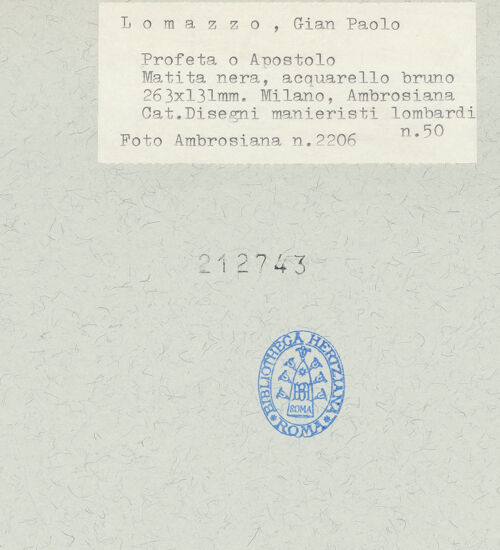 L o m a z z o , Gian Paolo
Profeta o Apostolo
Matita nera, acquarello bruno
263x131mm. Milano, Ambrosiana
Cat.Disegni manieristi lombardi
n.50
Foto Ambrosiana n.2206
212743
BIBLIOTHECA HERTZIANA
ROMA
*ROMA*